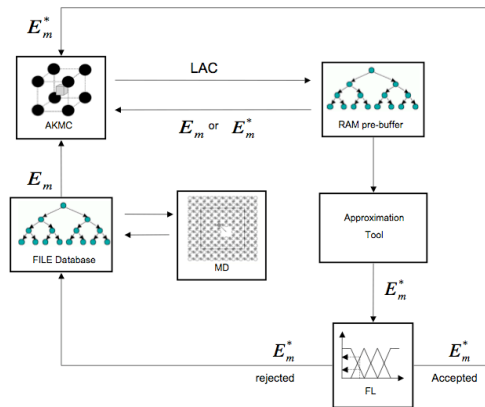 E*m
LAC
AKMC
Em or E*m
RAM pre-buffer
Em
FILE Database
MD
Approximation
Tool
E*m
E*m
rejected
FL
E*m
Accepted